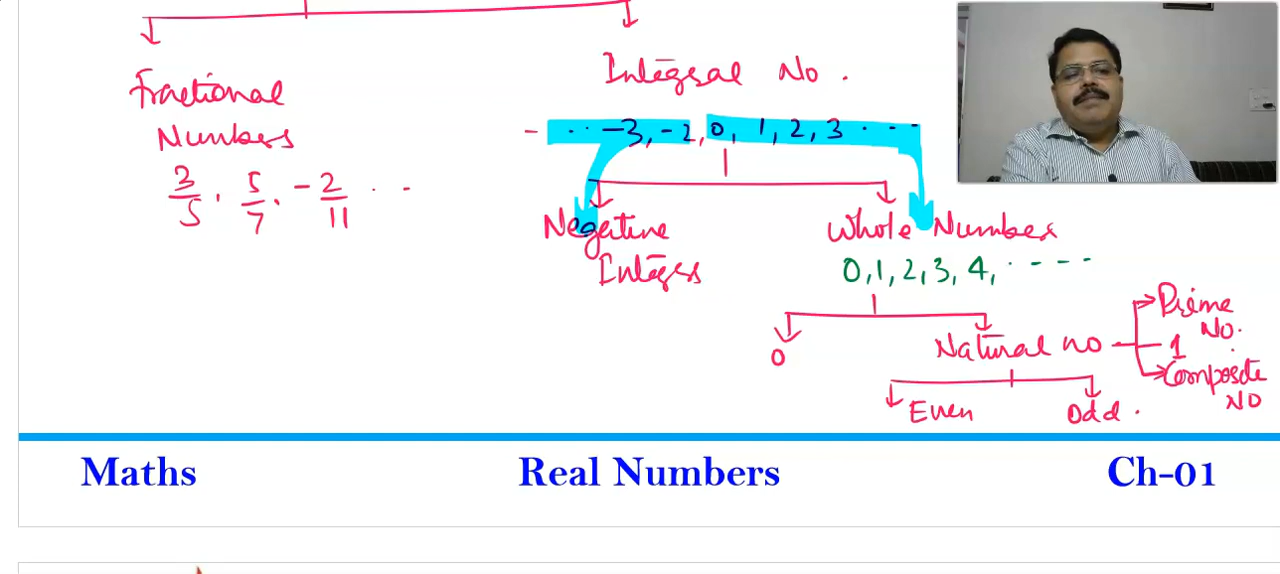 Fractional
Numbers
3/5, 5/7, -2/11 ...
Integral No.
- ... -3, -2, 0, 1, 2, 3 ...
Negative
Integers
Whole Number
0, 1, 2, 3, 4, ....
0
Natural no
Prime
No.
1
Composite
NO
Even
Odd.
Maths
Real Numbers
Ch-01